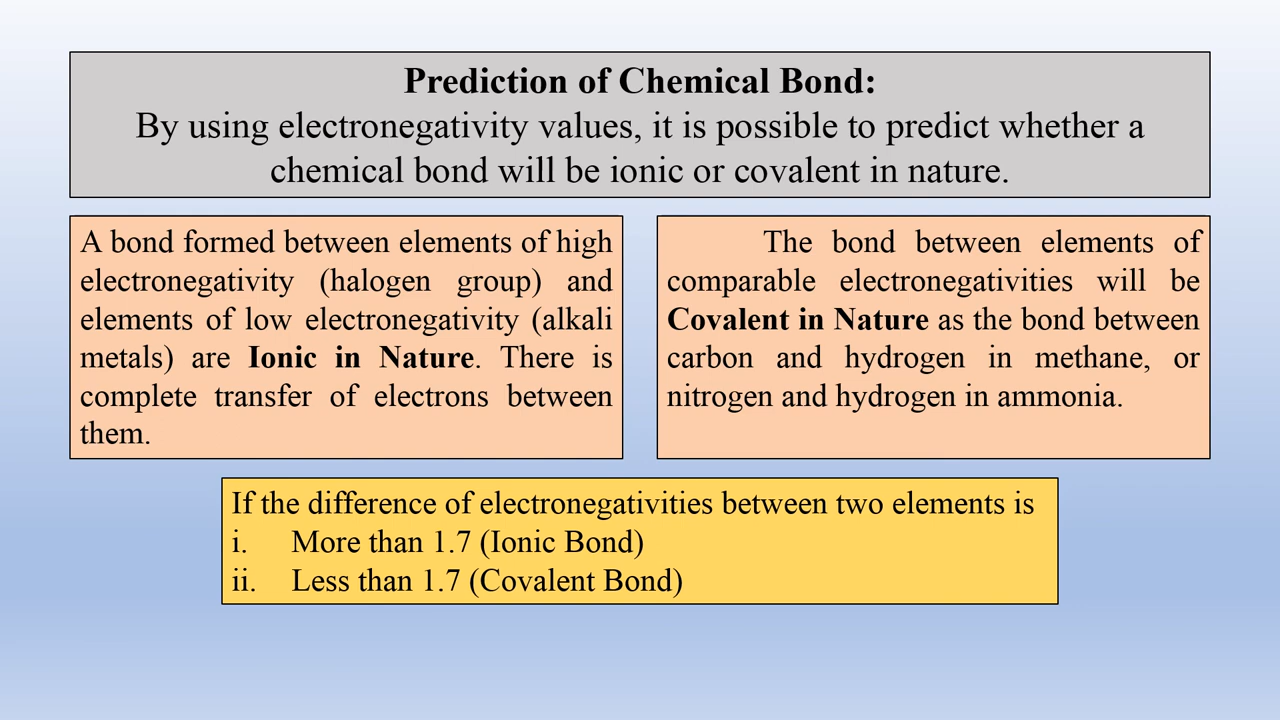 Prediction of Chemical Bond:
By using electronegativity values, it is possible to predict whether a
chemical bond will be ionic or covalent in nature.
A bond formed between elements of high
electronegativity (halogen group) and
elements of low electronegativity (alkali
metals) are Ionic in Nature. There is
complete transfer of electrons between
them.
The bond between elements of
comparable electronegativities will be
Covalent in Nature as the bond between
carbon and hydrogen in methane, or
nitrogen and hydrogen in ammonia.
If the difference of electronegativities between two elements is
i. More than 1.7 (Ionic Bond)
ii. Less than 1.7 (Covalent Bond)